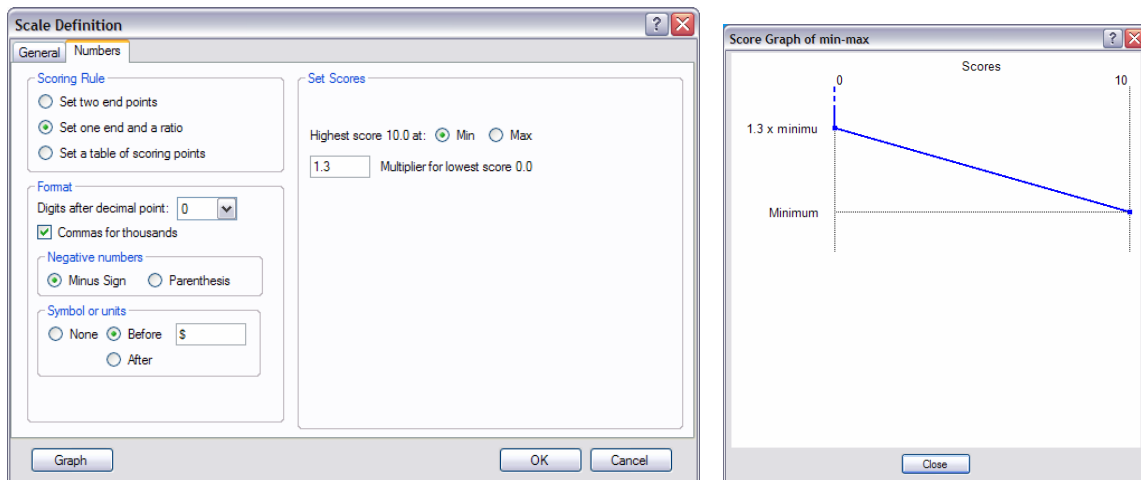 Scale Definition
General Numbers
Scoring Rule
Set two end points
Set one end and a ratio
Set a table of scoring points
Format
Digits after decimal point: 0
Commas for thousands
Negative numbers
Minus Sign Parenthesis
Symbol or units
None Before $
After
Set Scores
Highest score 10.0 at: Min Max
1.3 Multiplier for lowest score 0.0
Graph OK Cancel
Score Graph of min-max
Scores
0 10
1.3 x minimu
Minimum
Close